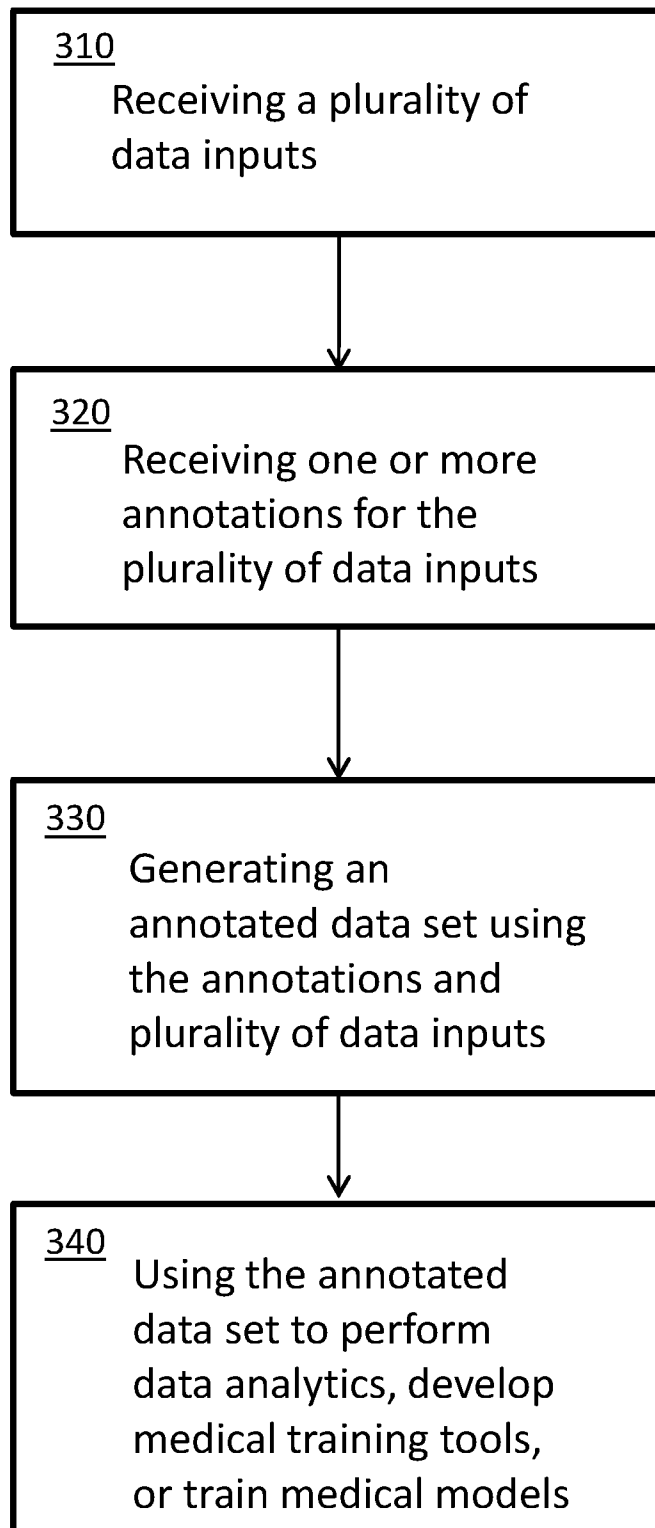 310
Receiving a plurality of
data inputs
320
Receiving one or more
annotations for the
plurality of data inputs
330
Generating an
annotated data set using
the annotations and
plurality of data inputs
340
Using the annotated
data set to perform
data analytics, develop
medical training tools,
or train medical models